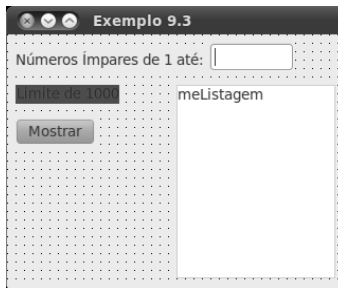 Exemplo 9.3
Números Ímpares de 1 até:
Limite de 1000
meListagem
Mostrar